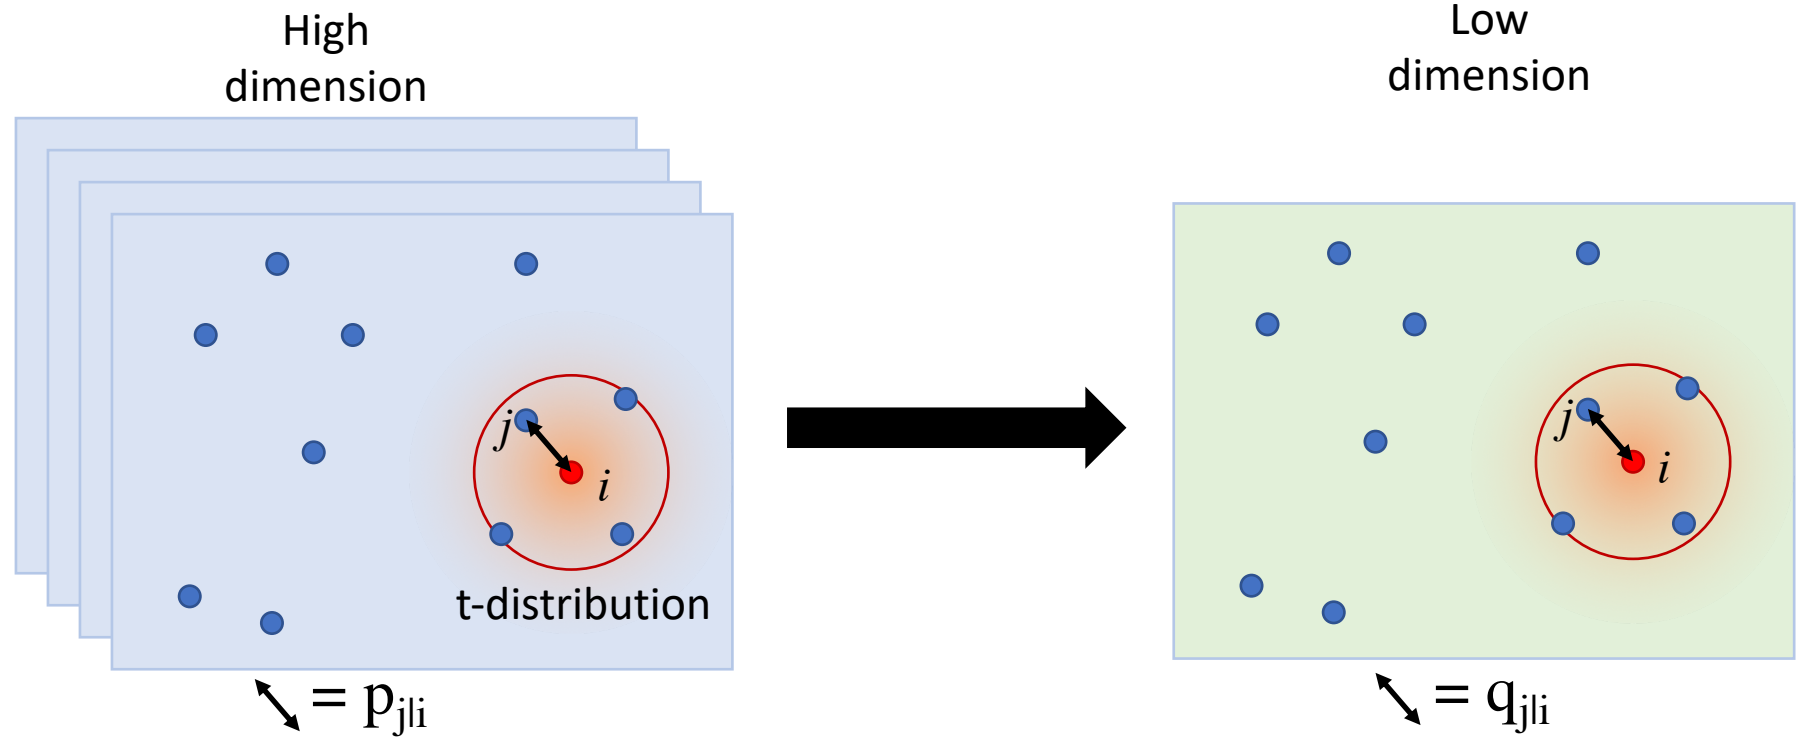 High
dimension
Low
dimension
j
i
t-distribution
j
i
= pj|i
= qj|i